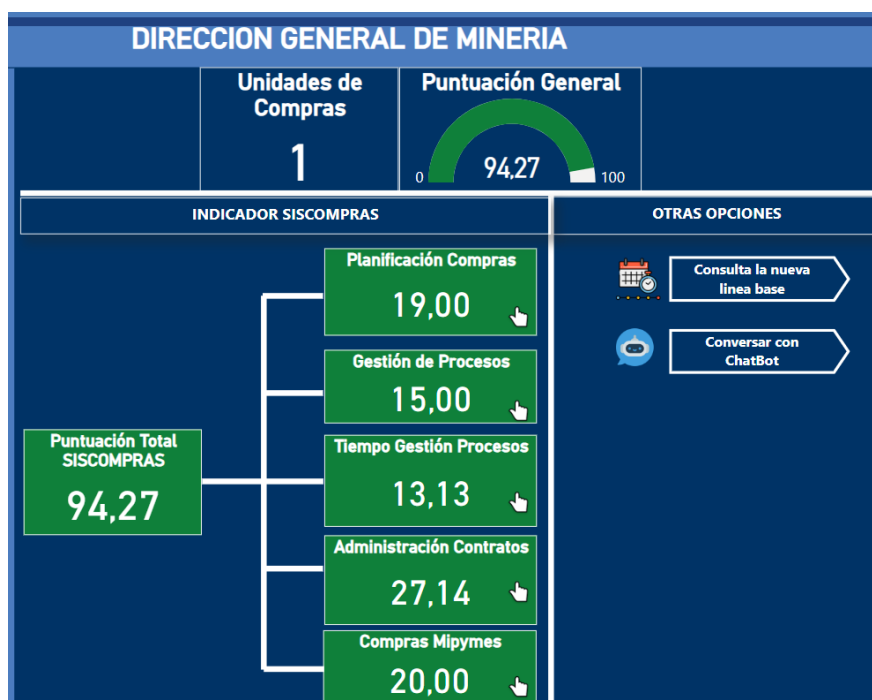 DIRECCION GENERAL DE MINERIA
Unidades de
Compras
1
Puntuación General
94,27
0
100
INDICADOR SISCOMPRAS
OTRAS OPCIONES
Planificación Compras
19,00
Gestión de Procesos
15,00
Puntuación Total
SISCOMPRAS
94,27
Tiempo Gestión Procesos
13,13
Administración Contratos
27,14
Compras Mipymes
20,00
Consulta la nueva
linea base
Conversar con
ChatBot